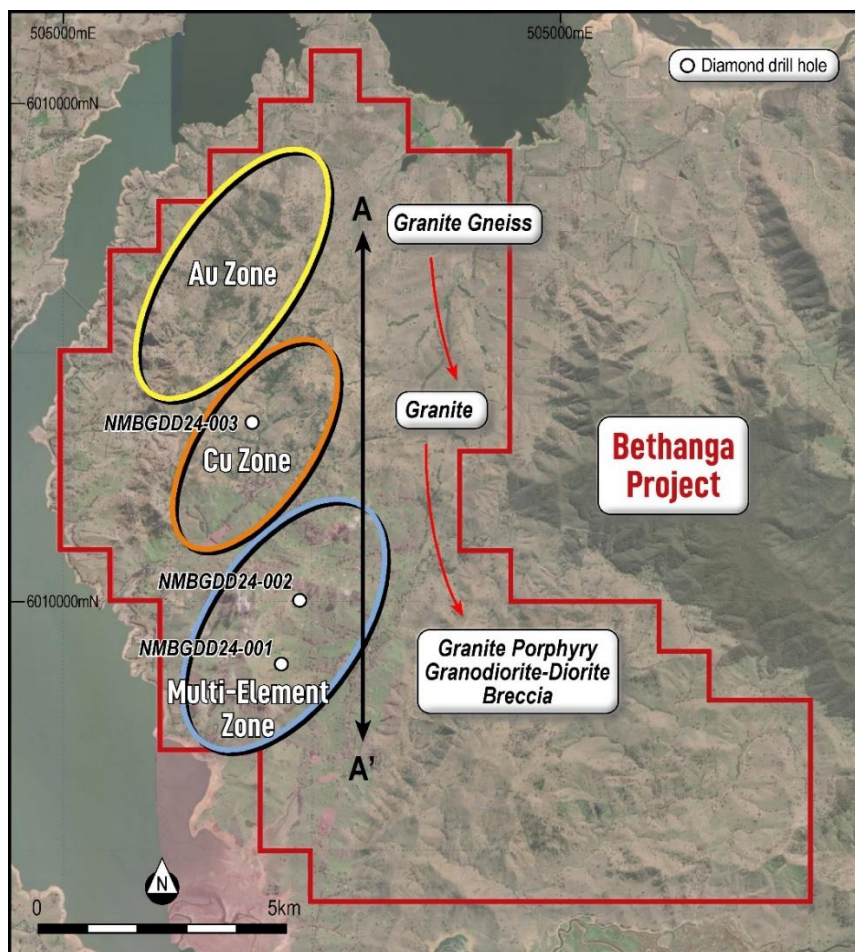 505000mE
505000mE
Diamond drill hole
6010000mN
A
Granite Gneiss
Au Zone
NMBGDD24-003
Cu Zone
Granite
Bethanga
Project
NMBGDD24-002
6010000mN
NMBGDD24-001
Multi-Element
Zone
Granite Porphyry
Granodiorite-Diorite
Breccia
A'
N
0
5km